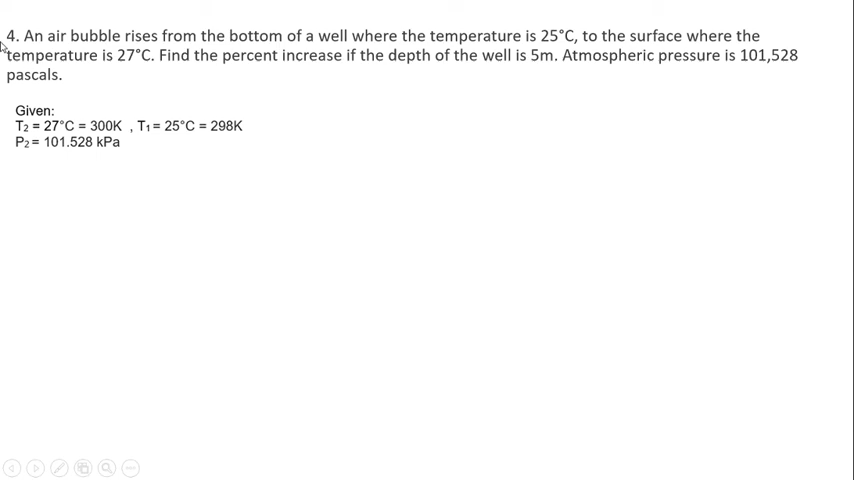 4. An air bubble rises from the bottom of a well where the temperature is 25°C, to the surface where the
temperature is 27°C. Find the percent increase if the depth of the well is 5m. Atmospheric pressure is 101,528
pascals.
Given:
T₂ = 27°C = 300K , T₁ = 25°C = 298K
P₂ = 101.528 kPa